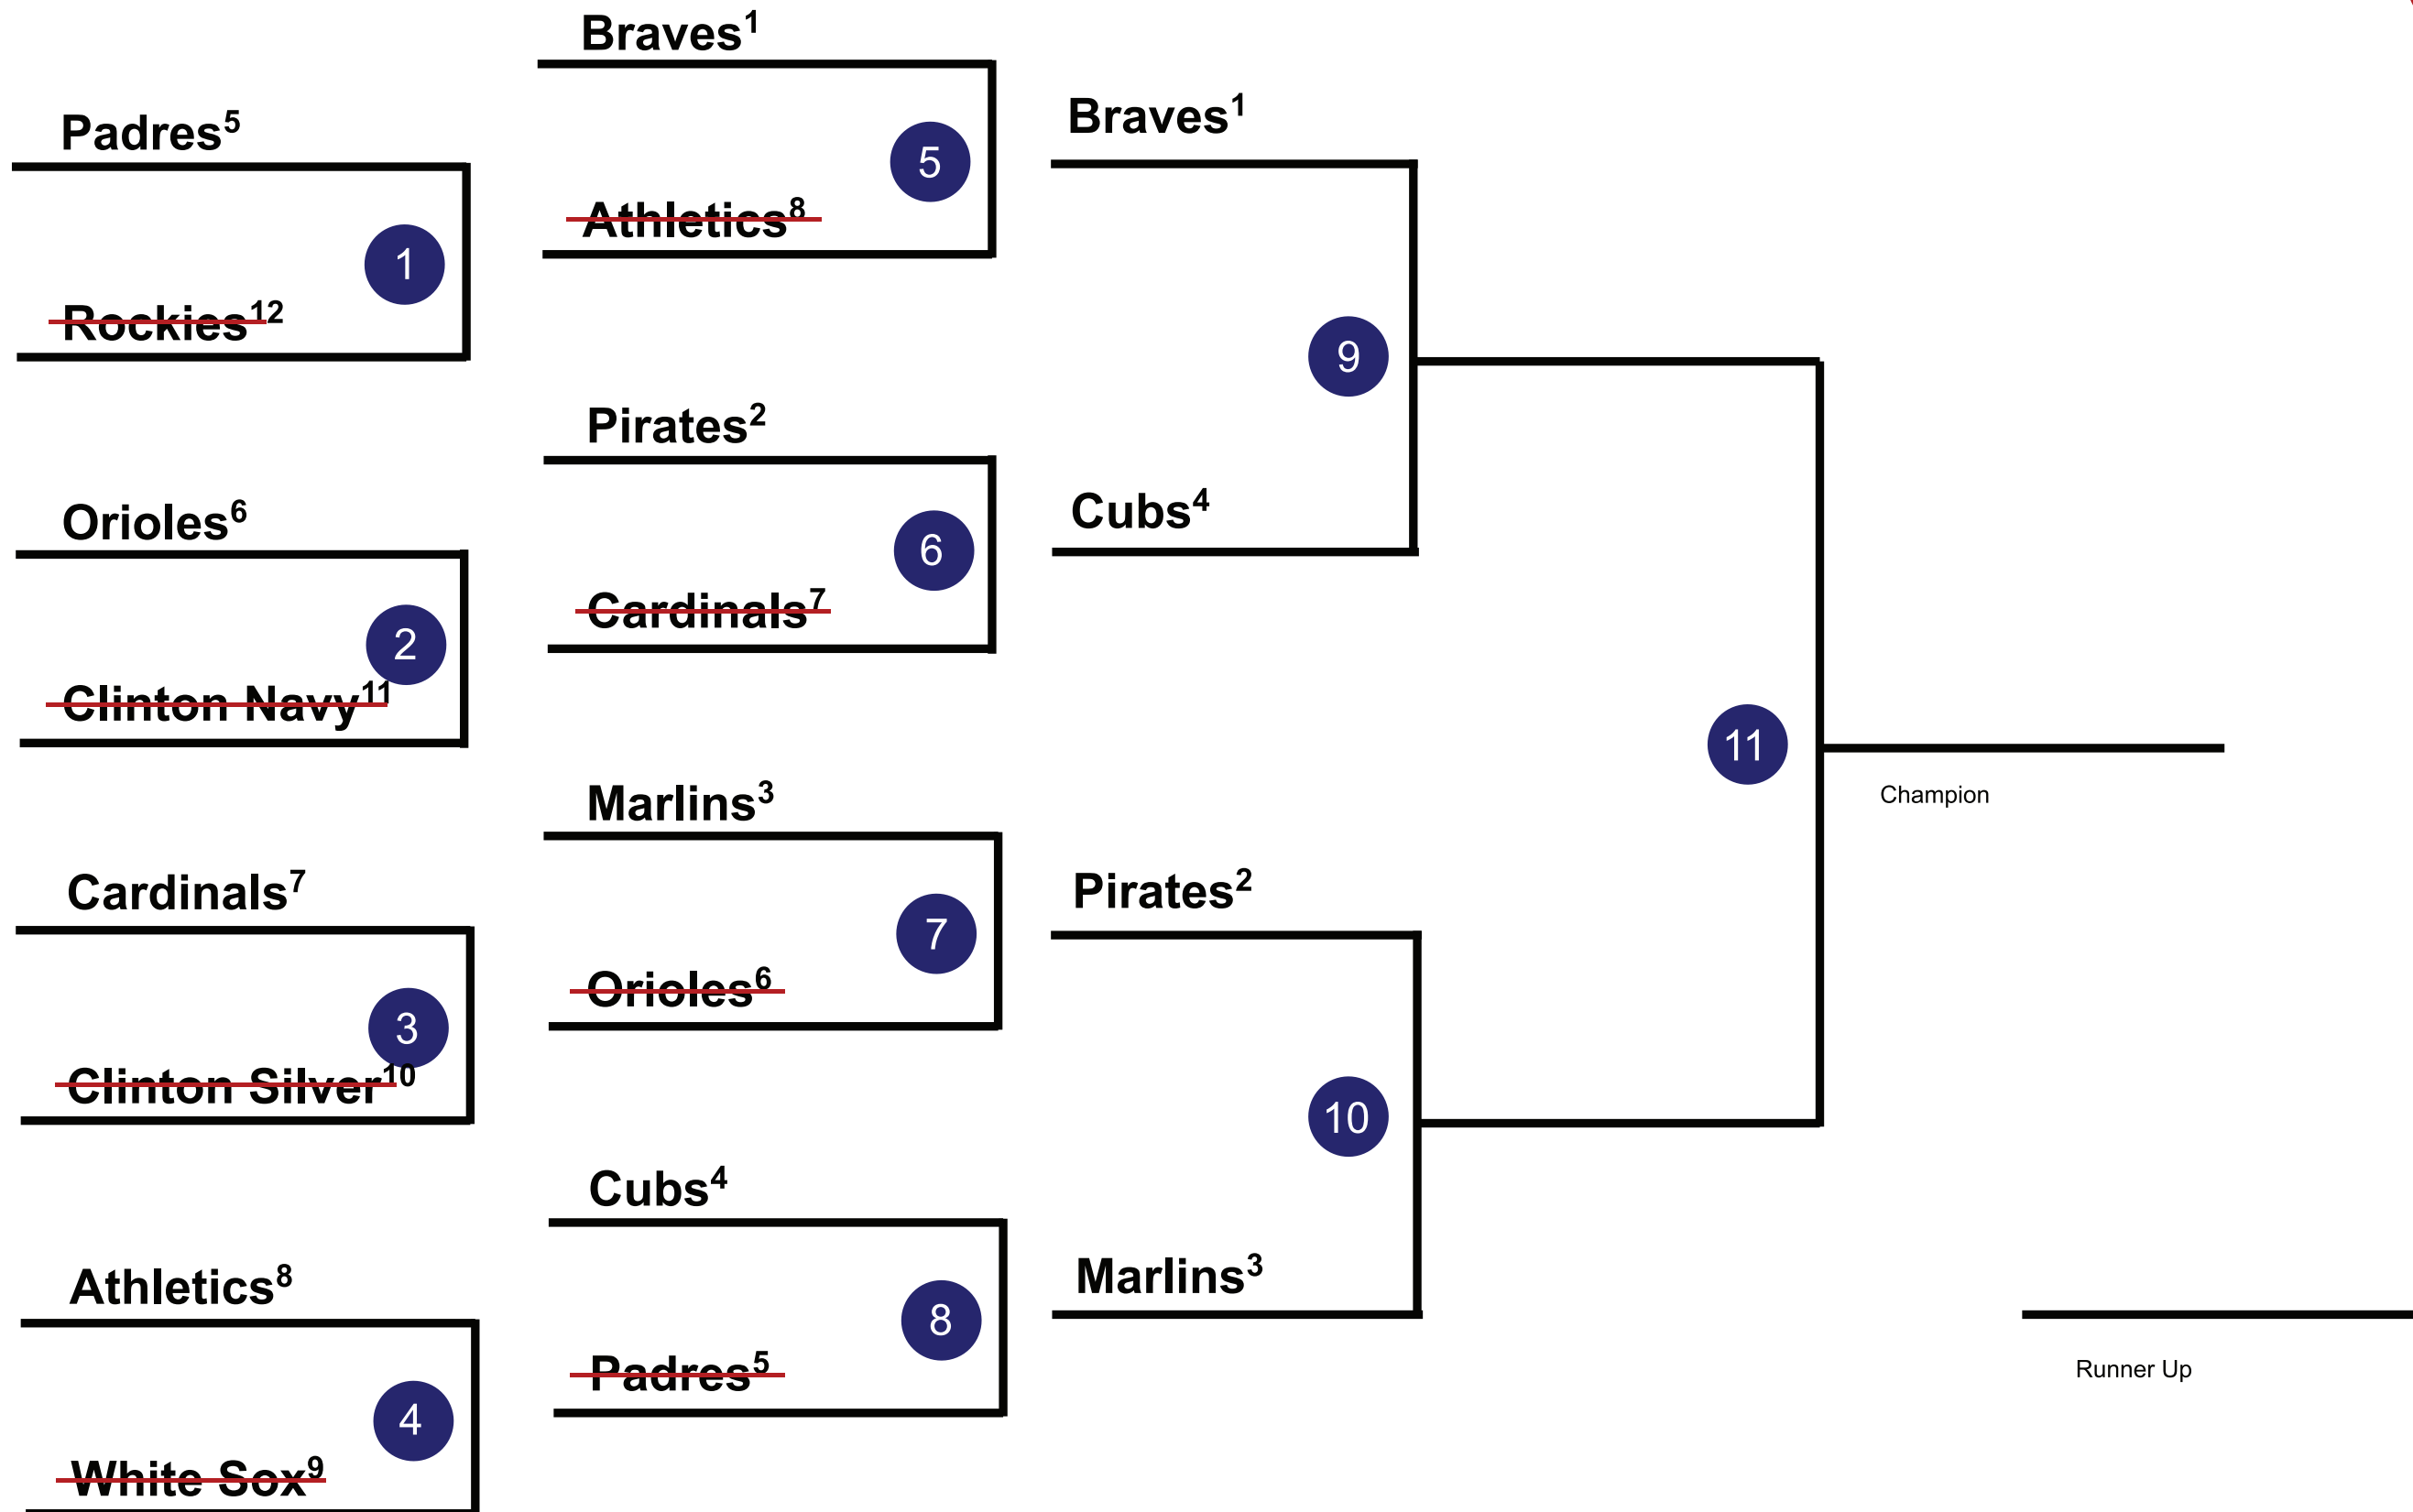 Padres⁵
1
Rockies¹²
Orioles⁶
2
Clinton Navy¹¹
Cardinals⁷
3
Clinton Silver¹⁰
Athletics⁸
4
White Sox⁹
Braves¹
5
Athletics⁸
Pirates²
6
Cardinals⁷
Marlins³
7
Orioles⁶
Cubs⁴
8
Padres⁵
Braves¹
9
Cubs⁴
Pirates²
10
Marlins³
11
Champion
Runner Up